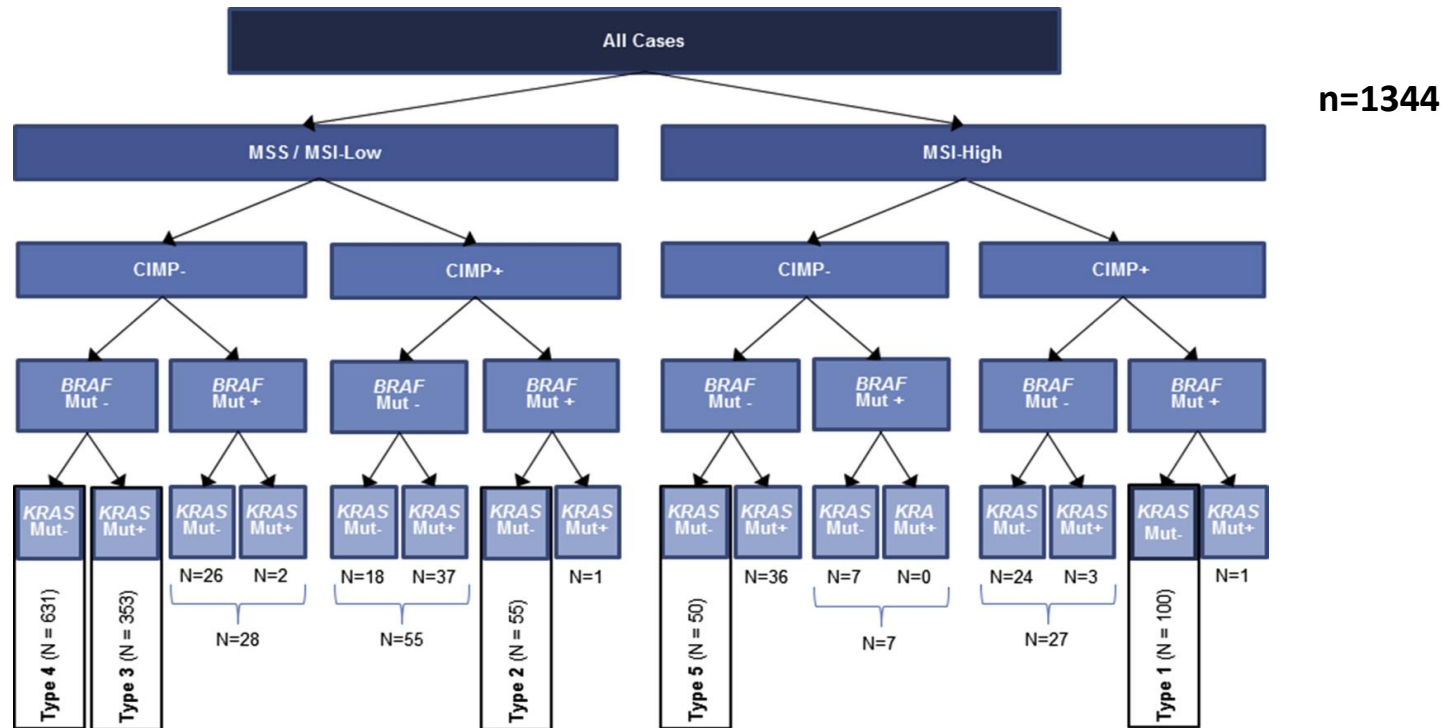 All Cases
n=1344
MSS / MSI-Low
MSI-High
CIMP-
CIMP+
CIMP-
CIMP+
BRAF
Mut -
BRAF
Mut +
BRAF
Mut -
BRAF
Mut +
BRAF
Mut -
BRAF
Mut +
BRAF
Mut -
BRAF
Mut +
KRAS
Mut-
KRAS
Mut+
KRAS
Mut-
KRAS
Mut+
KRAS
Mut-
KRAS
Mut+
KRAS
Mut-
KRAS
Mut+
KRAS
Mut-
KRAS
Mut+
KRAS
Mut-
KRA
Mut+
KRAS
Mut-
KRAS
Mut+
KRAS
Mut-
KRAS
Mut+
Type 4 (N = 631)
Type 3 (N = 353)
N=26
N=2
N=28
N=18
N=37
N=55
Type 2 (N = 55)
N=1
Type 5 (N = 50)
N=36
N=7
N=0
N=7
N=24
N=3
N=27
Type 1 (N = 100)
N=1